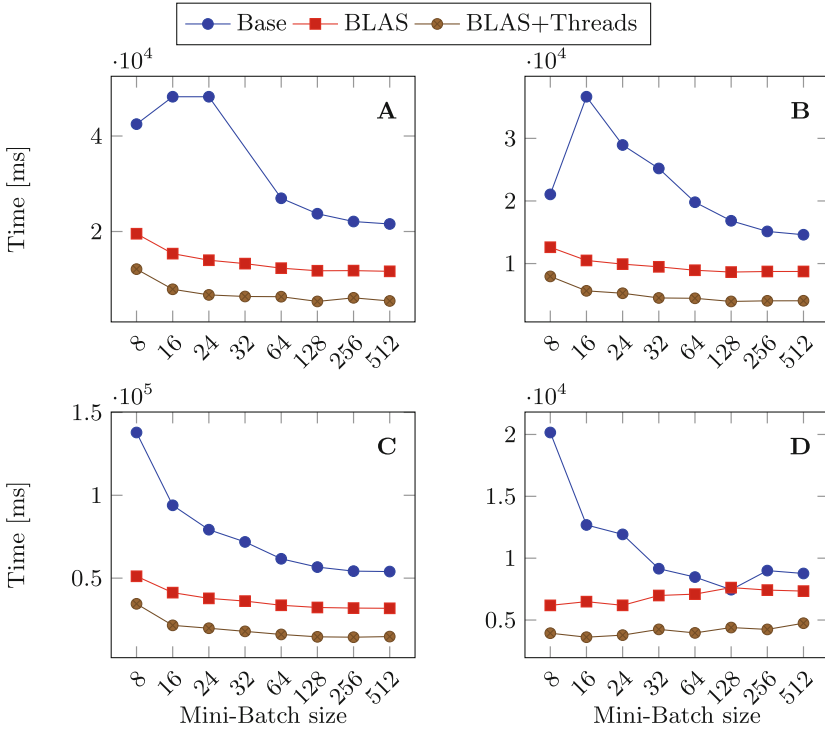 Base BLAS BLAS+Threads
·10^4
A
4
2
Time [ms]
8 16 24 32 64 128 256 512
·10^4
B
3
2
1
8 16 24 32 64 128 256 512
·10^5
1.5
C
1
0.5
Time [ms]
8 16 24 32 64 128 256 512
Mini-Batch size
·10^4
D
2
1.5
1
0.5
8 16 24 32 64 128 256 512
Mini-Batch size